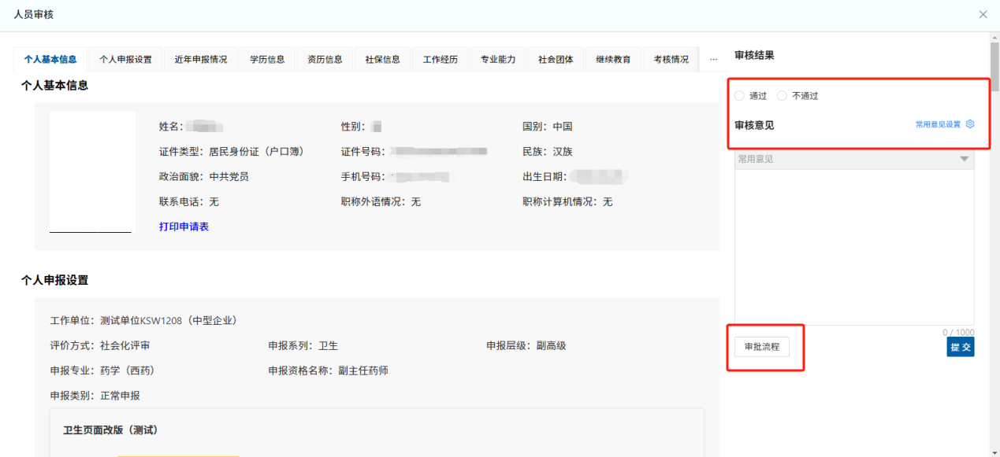 人员审核
个人基本信息 个人申报设置 近年申报情况 学历信息 资历信息 社保信息 工作经历 专业能力 社会团体 继续教育 考核情况 ...
个人基本信息
姓名： 性别： 国别：中国
证件类型：居民身份证（户口簿） 证件号码： 民族：汉族
政治面貌：中共党员 手机号码： 出生日期：
联系电话：无 职称外语情况：无 职称计算机情况：无
打印申请表
个人申报设置
工作单位：测试单位KSW1208（中型企业）
评价方式：社会化评审 申报系列：卫生 申报层级：副高级
申报专业：药学（西药） 申报资格名称：副主任药师
申报类别：正常申报
卫生页面改版（测试）
审核结果
通过 不通过
审核意见 常用意见设置
常用意见
0 / 1000
审批流程 提交